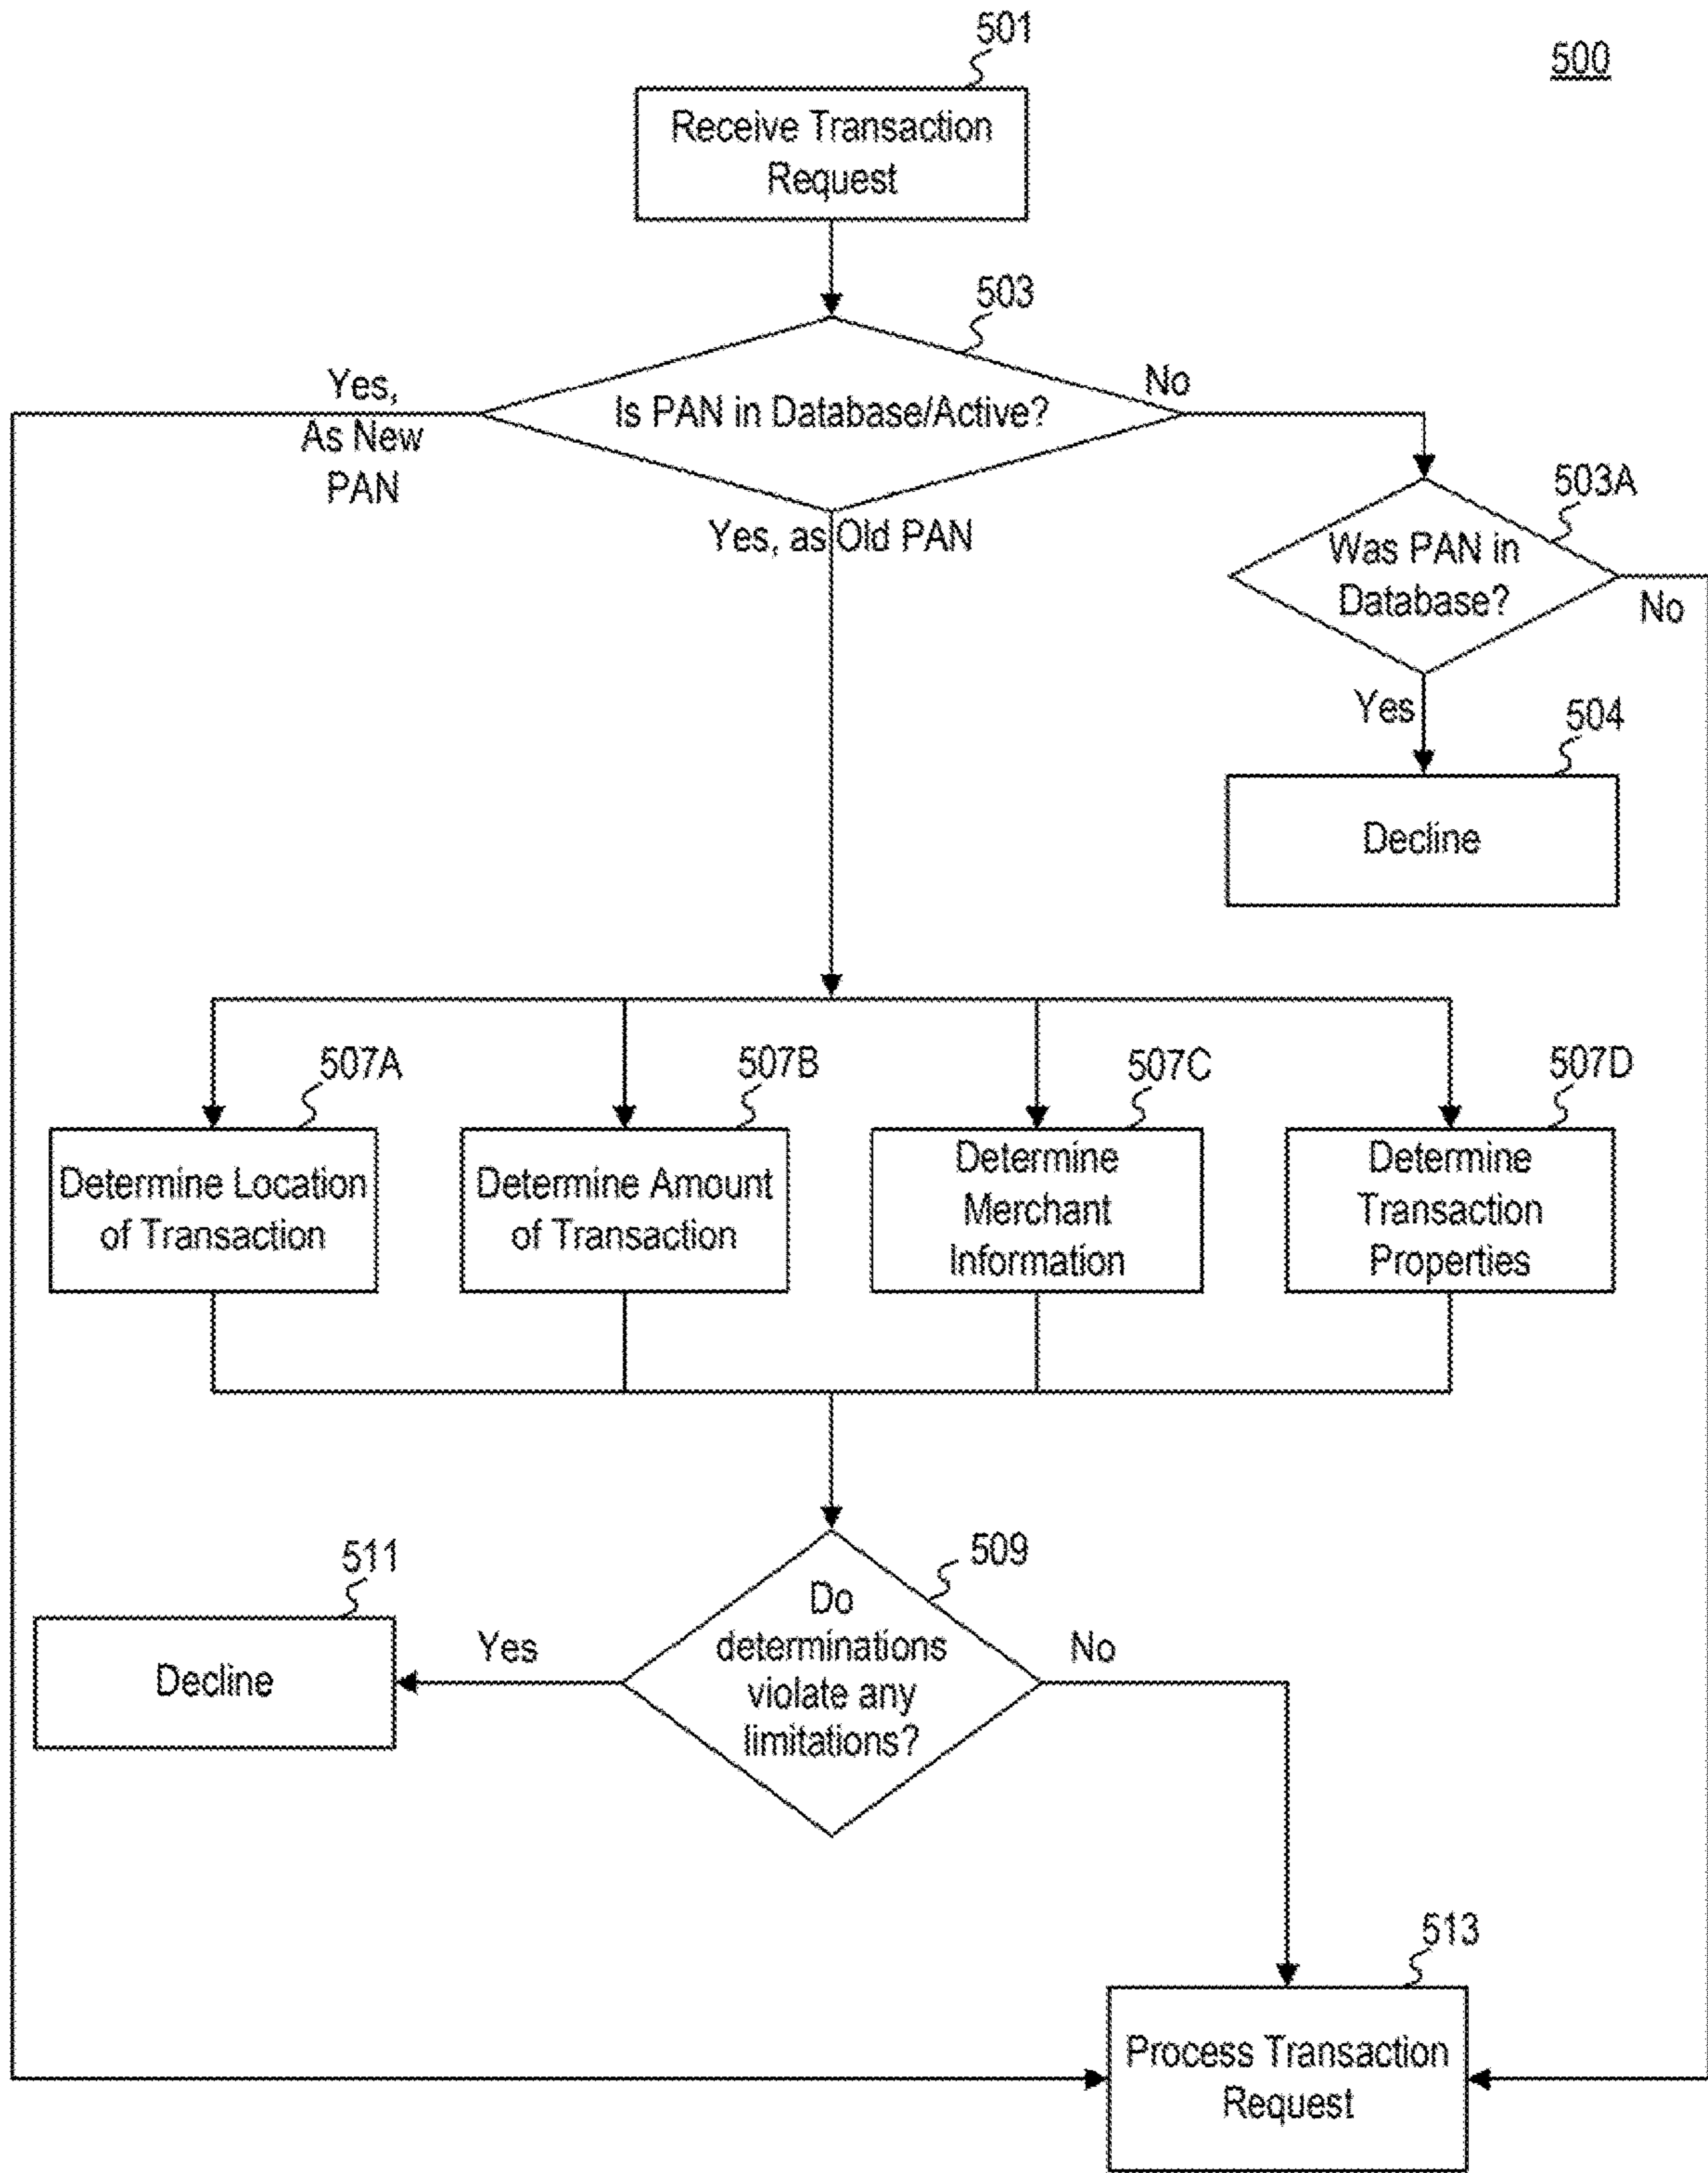 501
500
Receive Transaction
Request
503
Yes,
As New
PAN
Is PAN in Database/Active?
No
Yes, as Old PAN
503A
Was PAN in
Database?
No
Yes
504
Decline
507A
507B
507C
507D
Determine Location
of Transaction
Determine Amount
of Transaction
Determine
Merchant
Information
Determine
Transaction
Properties
509
511
Do
determinations
violate any
limitations?
Yes
No
Decline
513
Process Transaction
Request